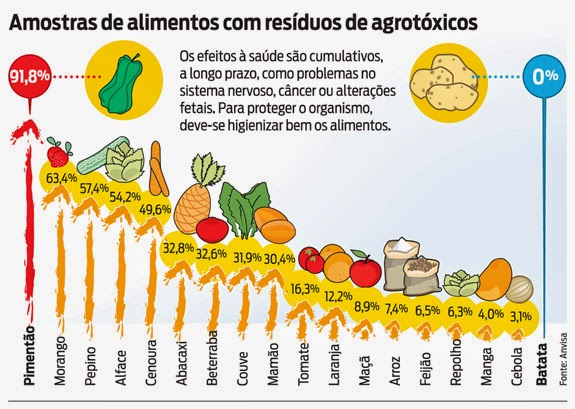 Amostras de alimentos com resíduos de agrotóxicos
91,8%
Os efeitos à saúde são cumulativos,
a longo prazo, como problemas no
sistema nervoso, câncer ou alterações
fetais. Para proteger o organismo,
deve-se higienizar bem os alimentos.
0%
63,4%
57,4%
54,2%
49,6%
32,8%
32,6%
31,9%
30,4%
16,3%
12,2%
8,9%
7,4%
6,5%
6,3%
4,0%
3,1%
Pimentão
Morango
Pepino
Alface
Cenoura
Abacaxi
Beterraba
Couve
Mamão
Tomate
Laranja
Maçã
Arroz
Feijão
Repolho
Manga
Cebola
Batata
Fonte: Anvisa